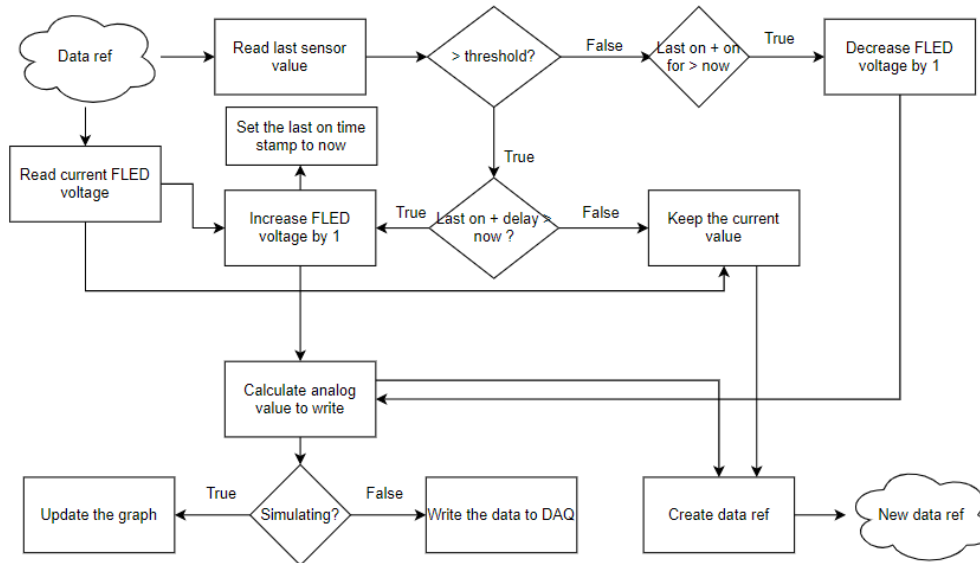 Data ref
Read last sensor
value
> threshold?
False
Last on + on
for > now
True
Decrease FLED
voltage by 1
Set the last on time
stamp to now
True
Read current FLED
voltage
Increase FLED
voltage by 1
True
Last on + delay >
now ?
False
Keep the current
value
Calculate analog
value to write
Update the graph
True
Simulating?
False
Write the data to DAQ
Create data ref
New data ref